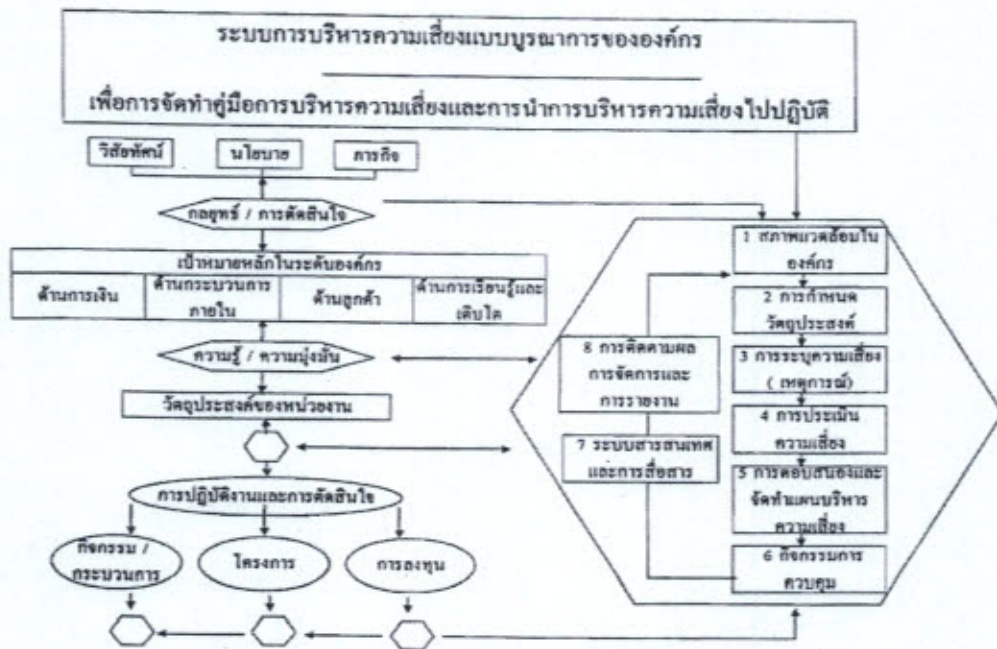 ระบบการบริหารความเสี่ยงแบบบูรณาการขององค์กร
เพื่อการจัดทำคู่มือการบริหารความเสี่ยงและการนำการบริหารความเสี่ยงไปปฏิบัติ
วิสัยทัศน์
นโยบาย
ภารกิจ
กลยุทธ์ / การตัดสินใจ
เป้าหมายหลักในระดับองค์กร
ด้านการเงิน
ด้านกระบวนการ
ภายใน
ด้านลูกค้า
ด้านการเรียนรู้และ
เติบโต
ความรู้ / ความมุ่งมั่น
วัตถุประสงค์ของหน่วยงาน
การปฏิบัติงานและการตัดสินใจ
กิจกรรม /
กระบวนการ
โครงการ
การลงทุน
1 สภาพแวดล้อมใน
องค์กร
2 การกำหนด
วัตถุประสงค์
3 การระบุความเสี่ยง
( เหตุการณ์)
4 การประเมิน
ความเสี่ยง
5 การตอบสนองและ
จัดทำแผนบริหาร
ความเสี่ยง
6 กิจกรรมการ
ควบคุม
7 ระบบสารสนเทศ
และการสื่อสาร
8 การติดตามผล
การจัดการและ
การรายงาน